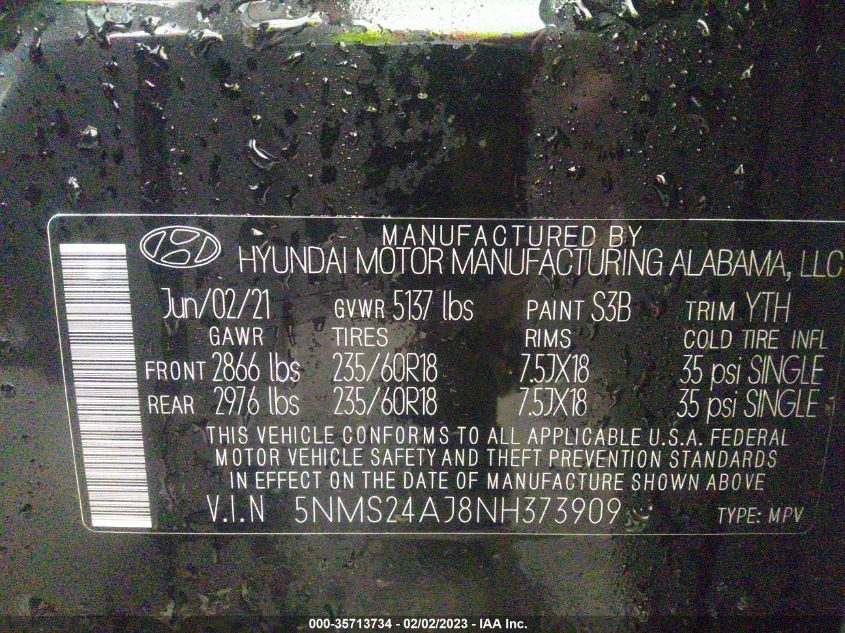 MANUFACTURED BY
HYUNDAI MOTOR MANUFACTURING ALABAMA, LLC
Jun/02/21 GVWR 5137 lbs PAINT S3B TRIM YTH
GAWR TIRES RIMS COLD TIRE INFL
FRONT 2866 lbs 235/60R18 7.5JX18 35 psi SINGLE
REAR 2976 lbs 235/60R18 7.5JX18 35 psi SINGLE
THIS VEHICLE CONFORMS TO ALL APPLICABLE U.S.A. FEDERAL
MOTOR VEHICLE SAFETY AND THEFT PREVENTION STANDARDS
IN EFFECT ON THE DATE OF MANUFACTURE SHOWN ABOVE
V.I.N 5NMS24AJ8NH373909 TYPE: MPV
000-35713734 - 02/02/2023 - IAA Inc.